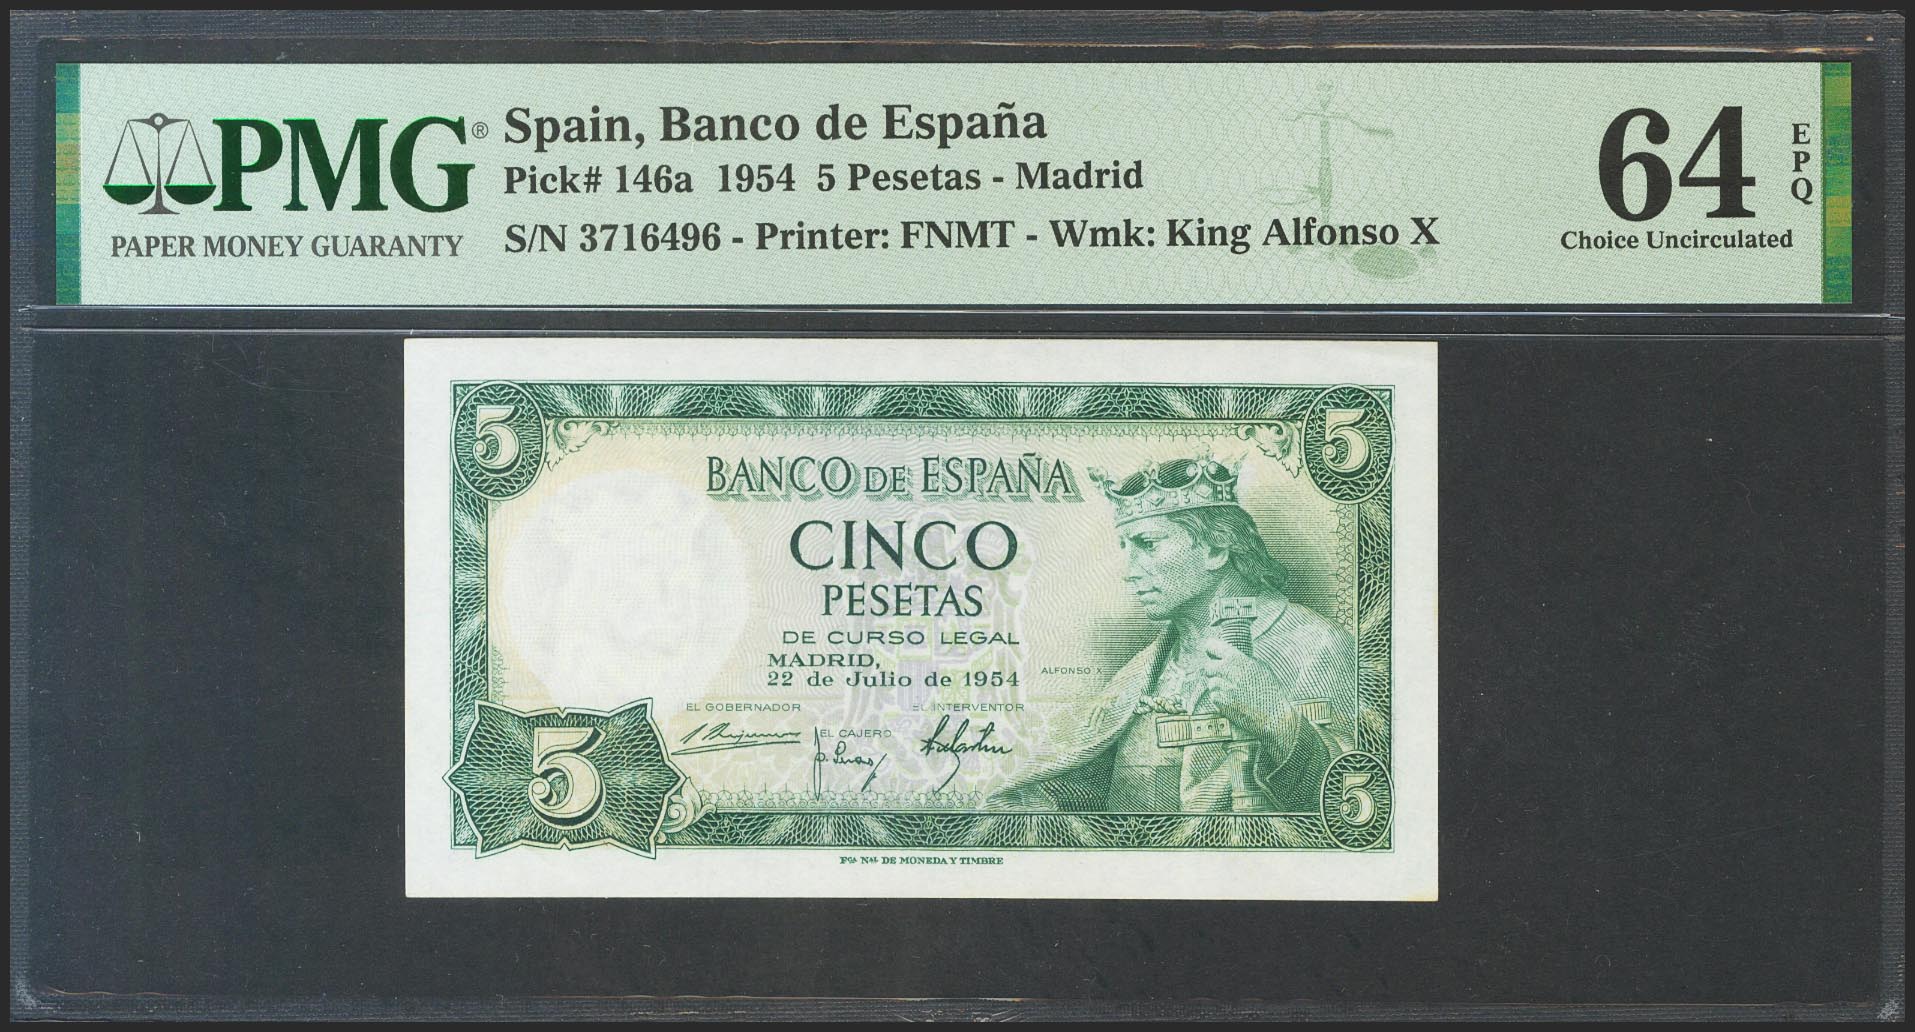 PMG®
PAPER MONEY GUARANTY
Spain, Banco de España
Pick# 146a 1954 5 Pesetas - Madrid
S/N 3716496 - Printer: FNMT - Wmk: King Alfonso X
64
EPQ
Choice Uncirculated
5
5
BANCO DE ESPAÑA
CINCO
PESETAS
DE CURSO LEGAL
MADRID,
22 de Julio de 1954
ALFONSO X
EL GOBERNADOR
EL INTERVENTOR
EL CAJERO
5
5
FCA NAL DE MONEDA Y TIMBRE